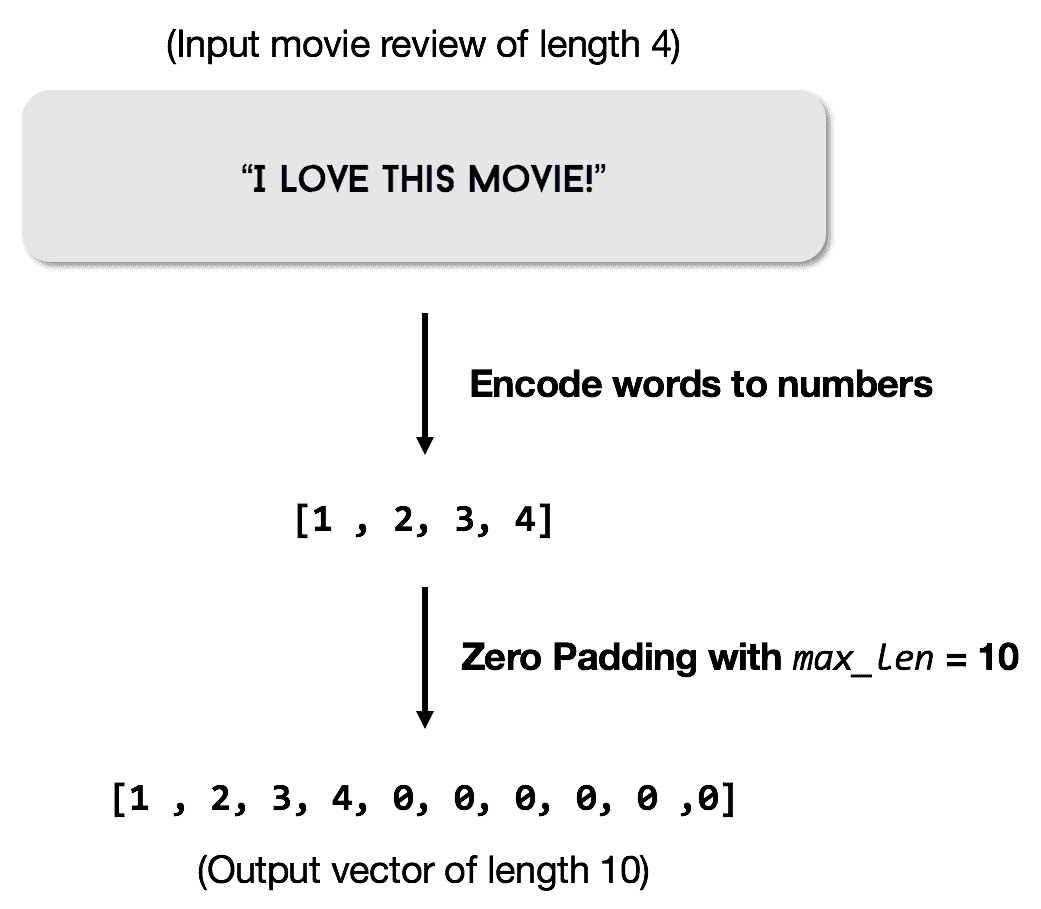 (Input movie review of length 4)
“I LOVE THIS MOVIE!”
Encode words to numbers
[1 , 2, 3, 4]
Zero Padding with max_len = 10
[1 , 2, 3, 4, 0, 0, 0, 0, 0 ,0]
(Output vector of length 10)